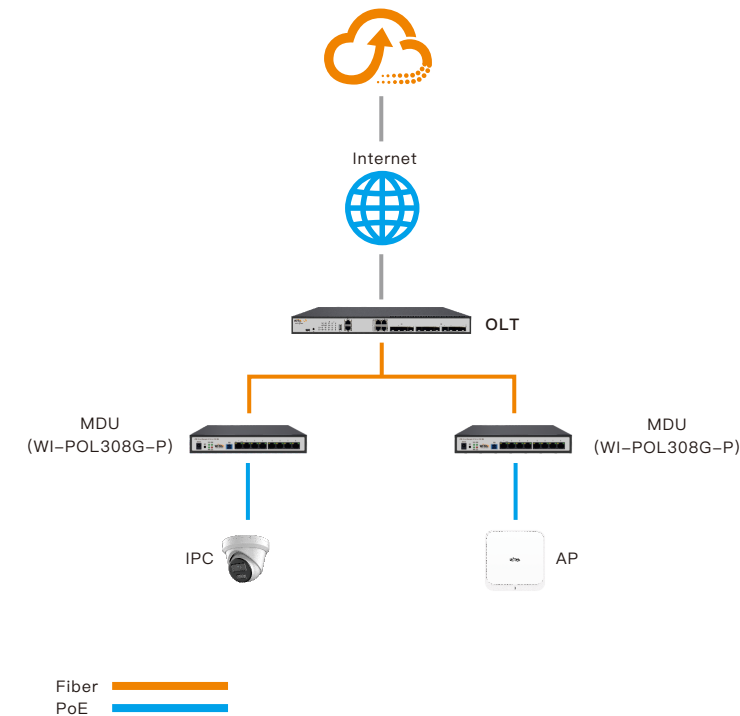 Internet
OLT
MDU
(WI-POL308G-P)
MDU
(WI-POL308G-P)
IPC
AP
Fiber
PoE